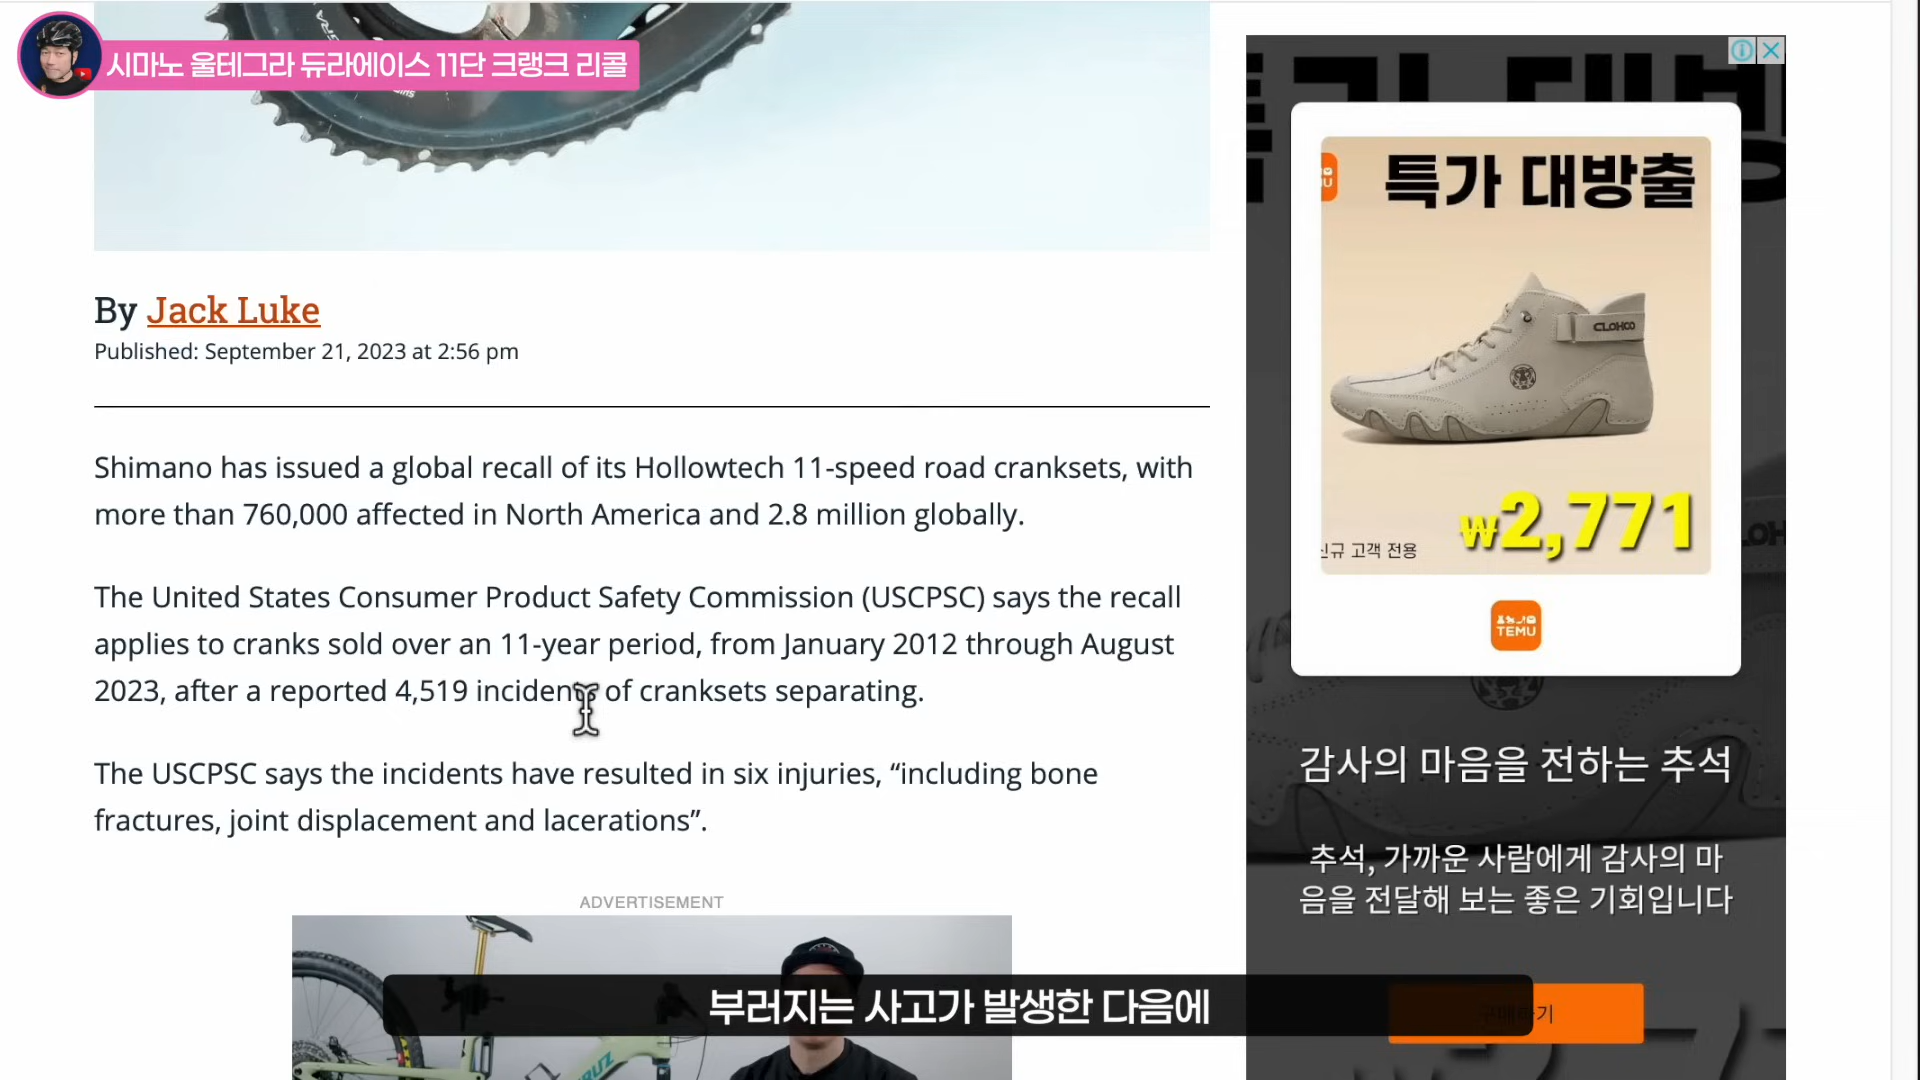 시마노 울테그라 듀라에이스 11단 크랭크 리콜
By Jack Luke
Published: September 21, 2023 at 2:56 pm
Shimano has issued a global recall of its Hollowtech 11-speed road cranksets, with
more than 760,000 affected in North America and 2.8 million globally.
The United States Consumer Product Safety Commission (USCPSC) says the recall
applies to cranks sold over an 11-year period, from January 2012 through August
2023, after a reported 4,519 incidents of cranksets separating.
The USCPSC says the incidents have resulted in six injuries, “including bone
fractures, joint displacement and lacerations”.
ADVERTISEMENT
부러지는 사고가 발생한 다음에
특가 대방출
CLOHOO
₩2,771
신규 고객 전용
TEMU
감사의 마음을 전하는 추석
추석, 가까운 사람에게 감사의 마
음을 전달해 보는 좋은 기회입니다